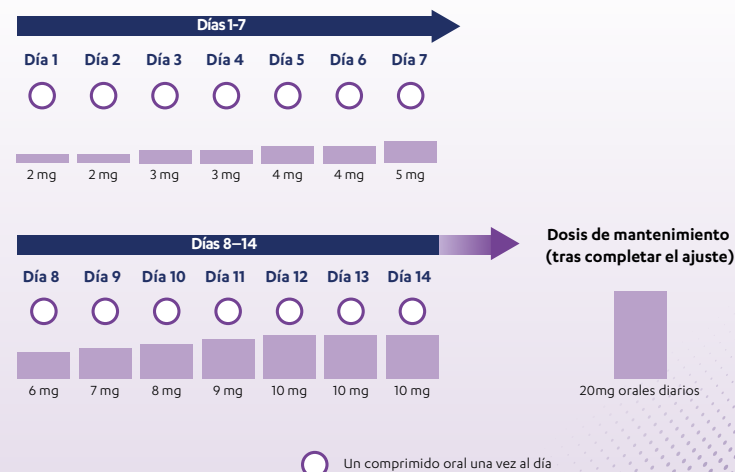 Días 1-7
Día 1 Día 2 Día 3 Día 4 Día 5 Día 6 Día 7
2 mg 2 mg 3 mg 3 mg 4 mg 4 mg 5 mg
Días 8–14
Dosis de mantenimiento
(tras completar el ajuste)
Día 8 Día 9 Día 10 Día 11 Día 12 Día 13 Día 14
6 mg 7 mg 8 mg 9 mg 10 mg 10 mg 10 mg
20mg orales diarios
Un comprimido oral una vez al día